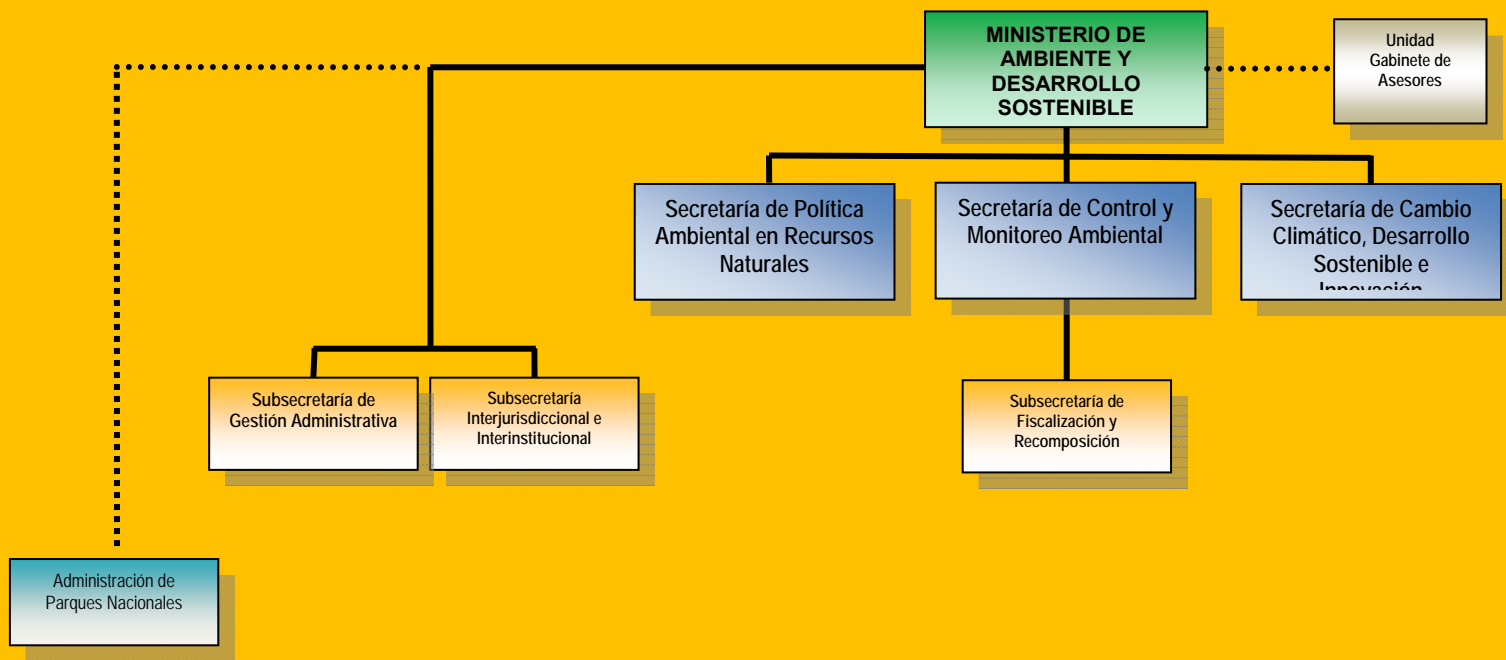 MINISTERIO DE
AMBIENTE Y
DESARROLLO
SOSTENIBLE
Unidad
Gabinete de
Asesores
Secretaría de Política
Ambiental en Recursos
Naturales
Secretaría de Control y
Monitoreo Ambiental
Secretaría de Cambio
Climático, Desarrollo
Sostenible e
Innovación
Subsecretaría de
Gestión Administrativa
Subsecretaría
Interjurisdiccional e
Interinstitucional
Subsecretaría de
Fiscalización y
Recomposición
Administración de
Parques Nacionales